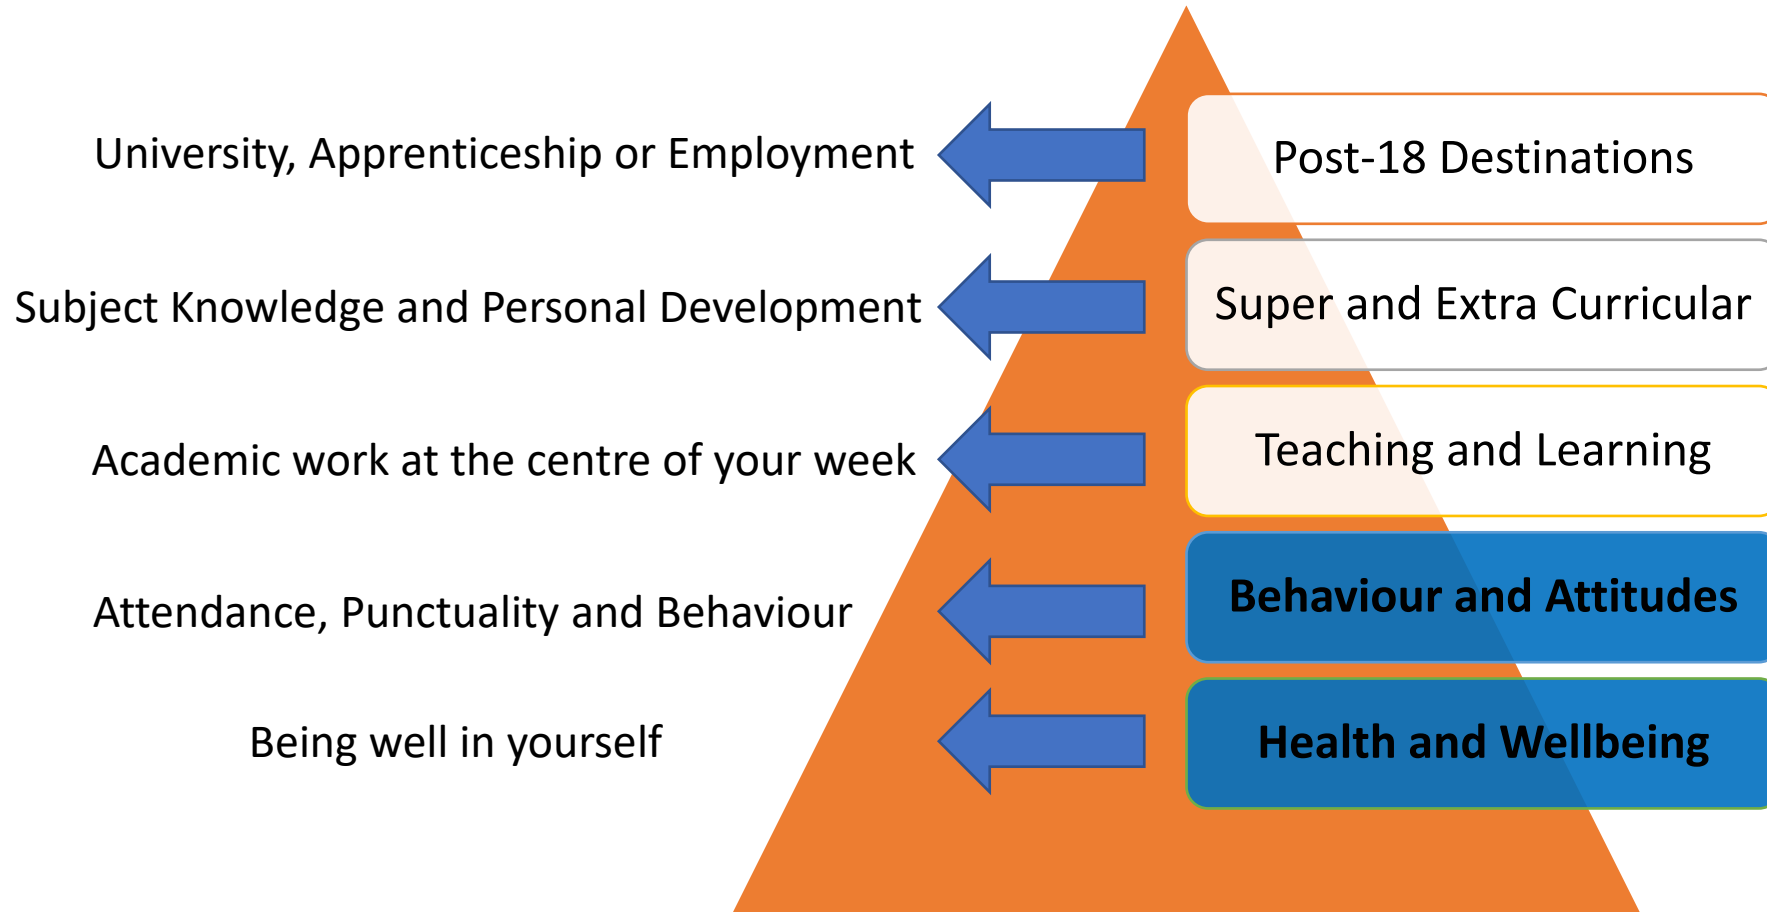 University, Apprenticeship or Employment
Post-18 Destinations
Subject Knowledge and Personal Development
Super and Extra Curricular
Academic work at the centre of your week
Teaching and Learning
Attendance, Punctuality and Behaviour
Behaviour and Attitudes
Being well in yourself
Health and Wellbeing